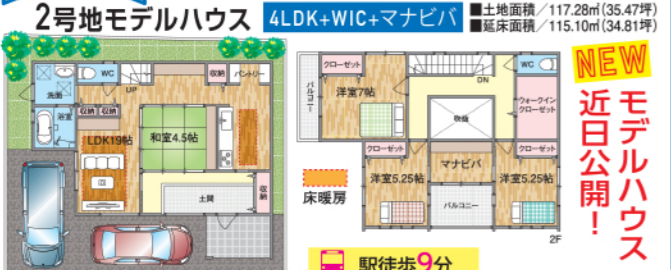 2号地モデルハウス
4LDK+WIC+マナビバ
■土地面積／117.28㎡(35.47坪)
■延床面積／115.10㎡(34.81坪)
洗面
WC
UP
収納
パントリー
浴室
収納
収納
LDK19帖
和室4.5帖
土間
収納
クローゼット
洋室7帖
バルコニー
DN
WC
吹抜
ウォークイン
クローゼット
クローゼット
マナビバ
クローゼット
洋室5.25帖
洋室5.25帖
バルコニー
2F
床暖房
NEW
モデルハウス
近日公開！
駅徒歩9分